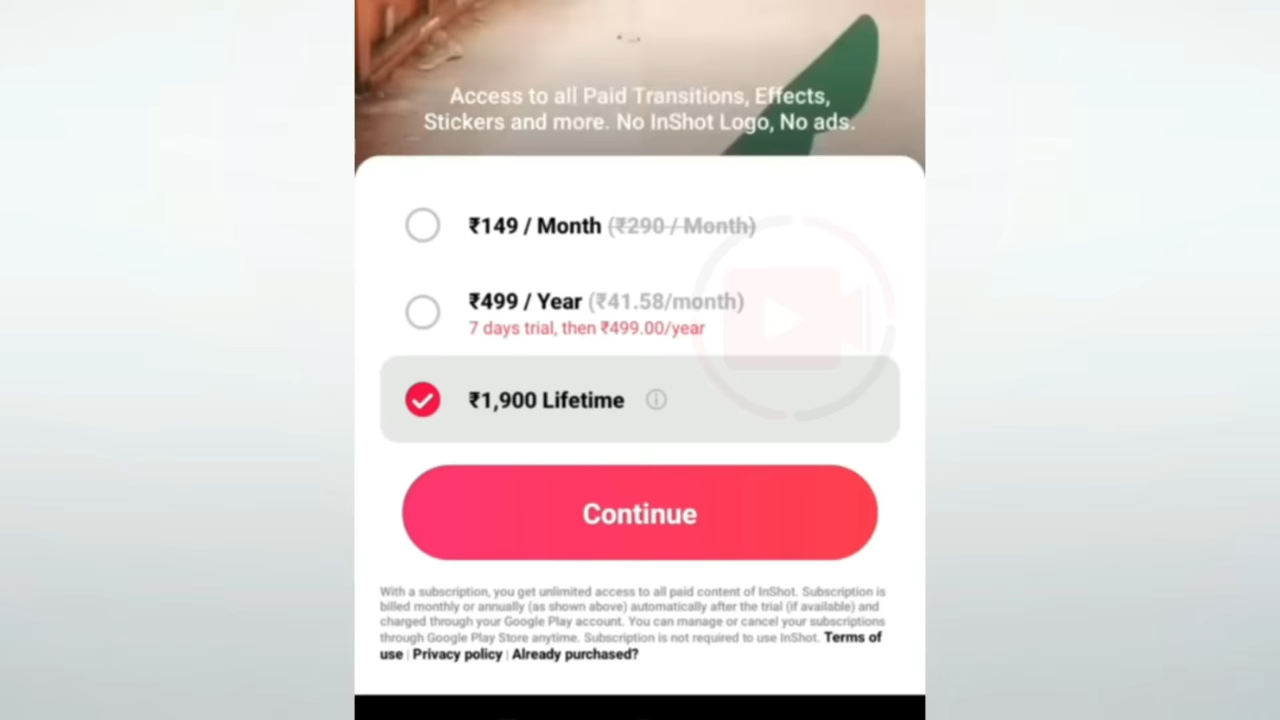 Access to all Paid Transitions, Effects,
Stickers and more. No InShot Logo, No ads.
₹149 / Month (₹290 / Month)
₹499 / Year (₹41.58/month)
7 days trial, then ₹499.00/year
₹1,900 Lifetime
Continue
With a subscription, you get unlimited access to all paid content of InShot. Subscription is
billed monthly or annually (as shown above) automatically after the trial (if available) and
charged through your Google Play account. You can manage or cancel your subscriptions
through Google Play Store anytime. Subscription is not required to use InShot. Terms of
use | Privacy policy | Already purchased?